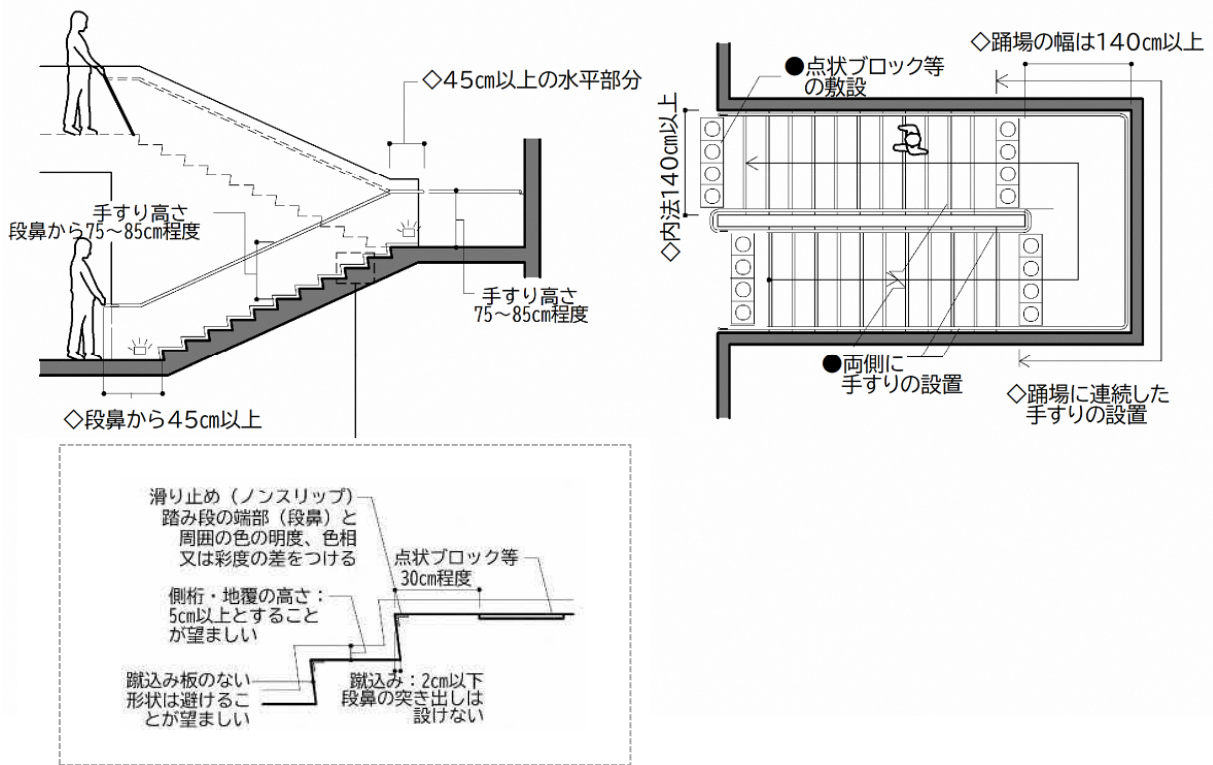 ◇45cm以上の水平部分
手すり高さ
段鼻から75～85cm程度
手すり高さ
75～85cm程度
◇段鼻から45cm以上
◇踊場の幅は140cm以上
●点状ブロック等
の敷設
◇内法140cm以上
●両側に
手すりの設置
◇踊場に連続した
手すりの設置
滑り止め（ノンスリップ）
踏み段の端部（段鼻）と
周囲の色の明度、色相
又は彩度の差をつける
点状ブロック等
30cm程度
側桁・地覆の高さ：
5cm以上とすること
が望ましい
蹴込み板のない
形状は避けるこ
とが望ましい
蹴込み：2cm以下
段鼻の突き出しは
設けない